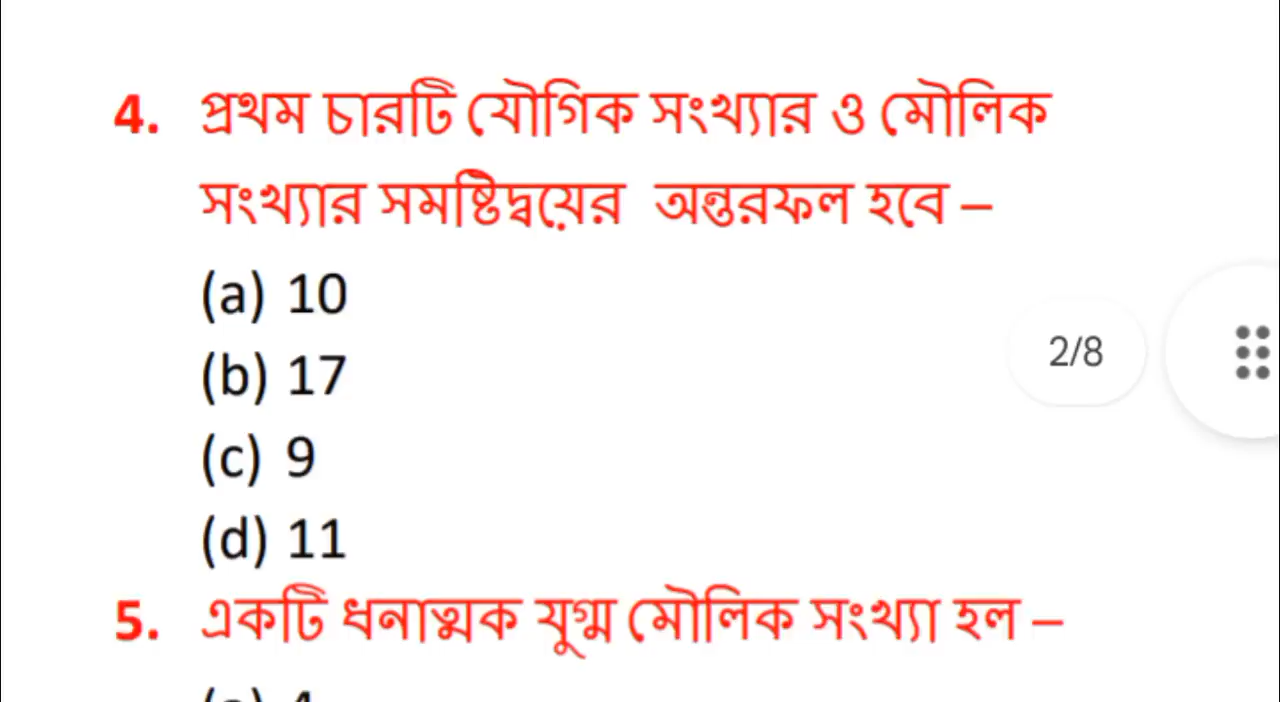 4. প্রথম চারটি যৌগিক সংখ্যার ও মৌলিক
সংখ্যার সমষ্টিদ্বয়ের অন্তরফল হবে –
(a) 10
(b) 17
2/8
(c) 9
(d) 11
5. একটি ধনাত্মক যুগ্ম মৌলিক সংখ্যা হল –